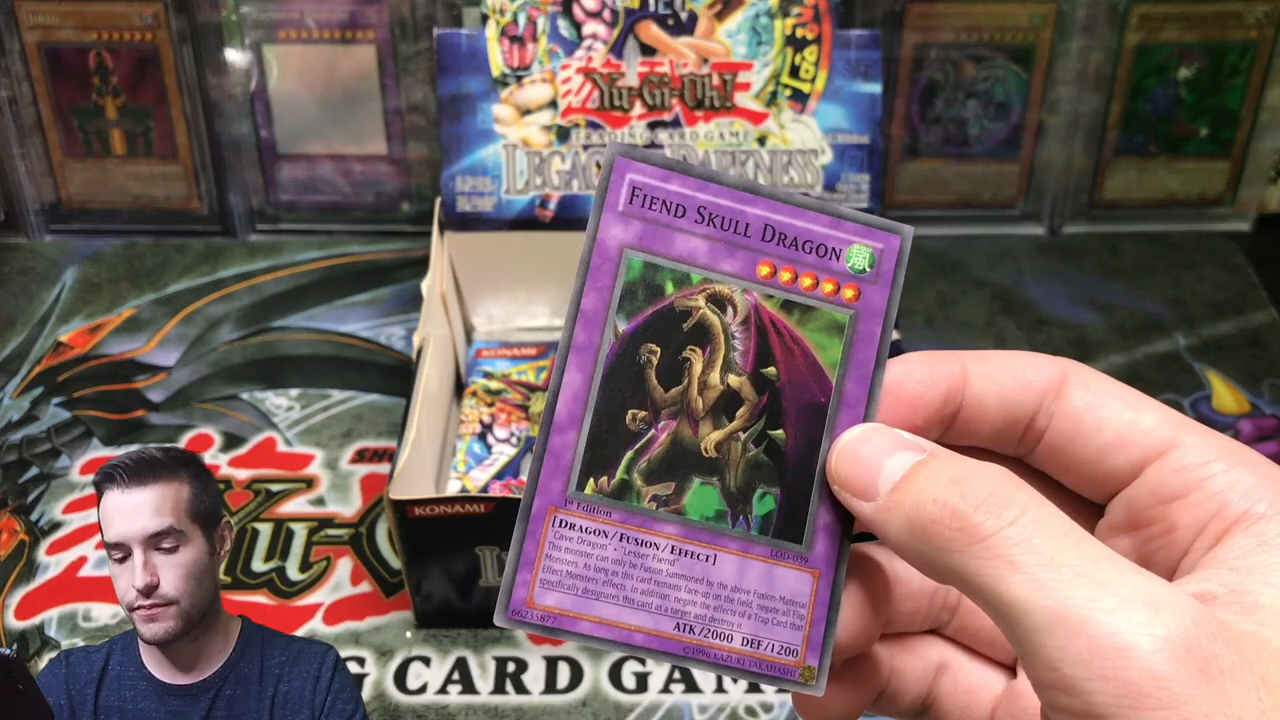 Yu-Gi-Oh!
TRADING CARD GAME
LEGACY DARKNESS
FIEND SKULL DRAGON
風
KONAMI
KONAMI
1st Edition
LOD-039
[DRAGON/FUSION/EFFECT]
"Cave Dragon" • "Lesser Fiend"
This monster can only be Fusion Summoned by the above Fusion-Material
Monsters. As long as this card remains face-up on the field, negate all Flip
Effect Monsters' effects. In addition, negate the effects of a Trap Card that
specifically designates this card as a target and destroy it.
ATK/2000 DEF/1200
66235877
©1996 KAZUKI TAKAHASHI
SHO
Yu-G
G CARD GAM